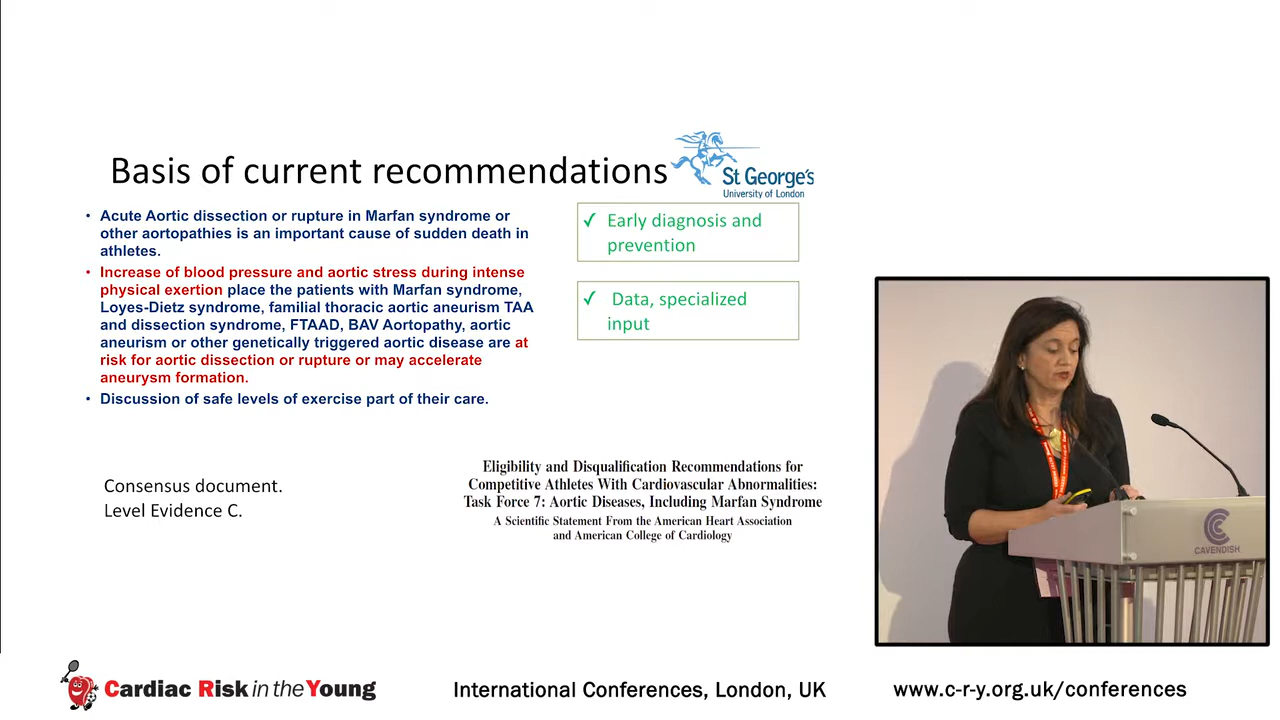 Basis of current recommendations
St George's
University of London
• Acute Aortic dissection or rupture in Marfan syndrome or
other aortopathies is an important cause of sudden death in
athletes.
• Increase of blood pressure and aortic stress during intense
physical exertion place the patients with Marfan syndrome,
Loyes-Dietz syndrome, familial thoracic aortic aneurism TAA
and dissection syndrome, FTAAD, BAV Aortopathy, aortic
aneurism or other genetically triggered aortic disease are at
risk for aortic dissection or rupture or may accelerate
aneurysm formation.
• Discussion of safe levels of exercise part of their care.
✓ Early diagnosis and
prevention
✓ Data, specialized
input
Consensus document.
Level Evidence C.
Eligibility and Disqualification Recommendations for
Competitive Athletes With Cardiovascular Abnormalities:
Task Force 7: Aortic Diseases, Including Marfan Syndrome
A Scientific Statement From the American Heart Association
and American College of Cardiology
CAVENDISH
Cardiac Risk in the Young
International Conferences, London, UK
www.c-r-y.org.uk/conferences